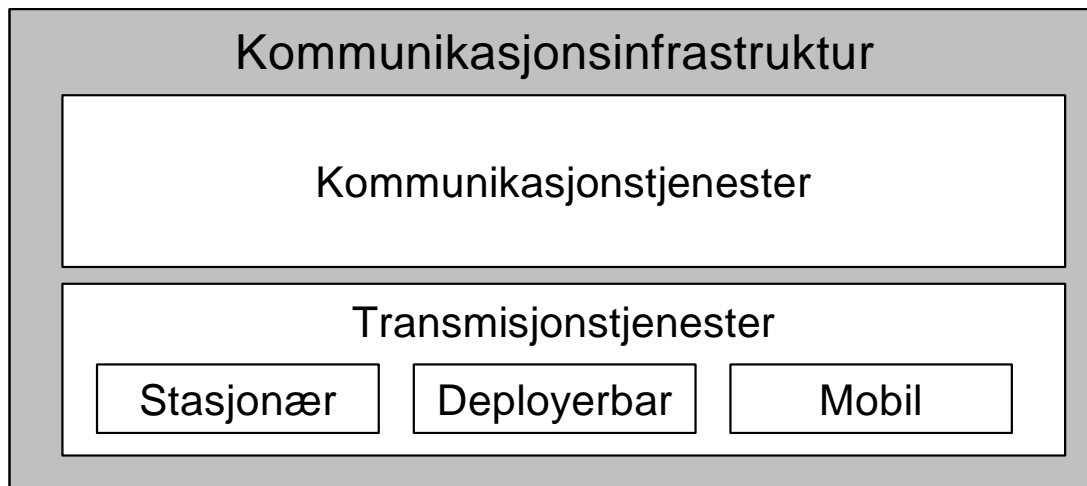 Kommunikasjonsinfrastruktur
Kommunikasjonstjenester
Transmisjonstjenester
Stasjonær Deployerbar Mobil